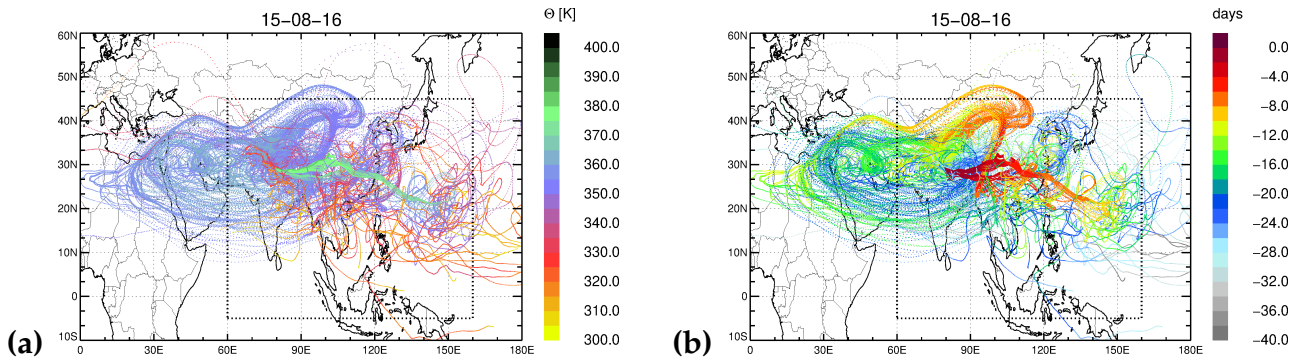 15−08−16
Θ [K]
60N
50N
40N
30N
20N
10N
0
10S
0
30E
60E
90E
120E
150E
180E
400.0
390.0
380.0
370.0
360.0
350.0
340.0
330.0
320.0
310.0
300.0
(a)
15−08−16
days
60N
50N
40N
30N
20N
10N
0
10S
0
30E
60E
90E
120E
150E
180E
0.0
−4.0
−8.0
−12.0
−16.0
−20.0
−24.0
−28.0
−32.0
−36.0
−40.0
(b)